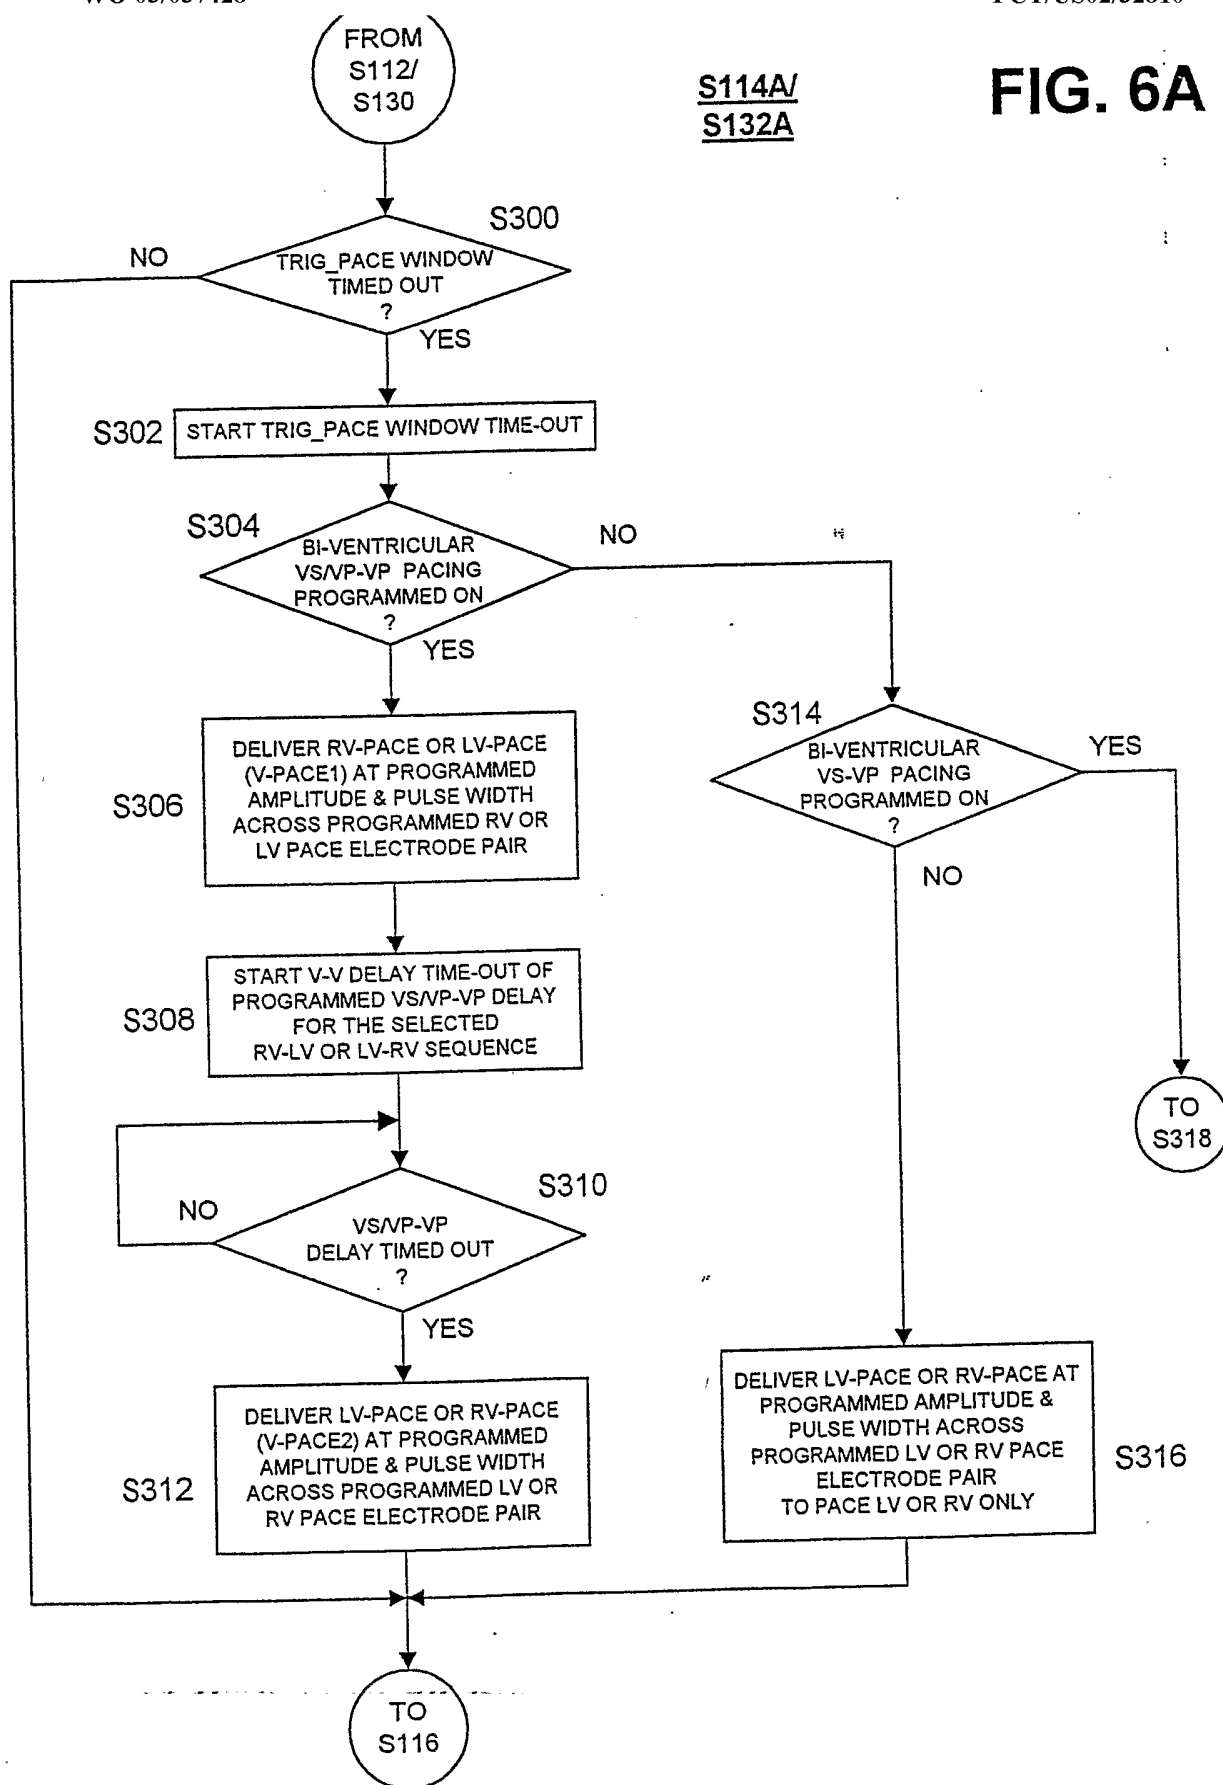 FROM
S112/
S130
S114A/
S132A
FIG. 6A
S300
NO
TRIG_PACE WINDOW
TIMED OUT
?
YES
S302
START TRIG_PACE WINDOW TIME-OUT
S304
NO
BI-VENTRICULAR
VS/VP-VP PACING
PROGRAMMED ON
?
YES
S306
DELIVER RV-PACE OR LV-PACE
(V-PACE1) AT PROGRAMMED
AMPLITUDE & PULSE WIDTH
ACROSS PROGRAMMED RV OR
LV PACE ELECTRODE PAIR
S314
YES
BI-VENTRICULAR
VS-VP PACING
PROGRAMMED ON
?
NO
S308
START V-V DELAY TIME-OUT OF
PROGRAMMED VS/VP-VP DELAY
FOR THE SELECTED
RV-LV OR LV-RV SEQUENCE
TO
S318
S310
NO
VS/VP-VP
DELAY TIMED OUT
?
YES
S312
DELIVER LV-PACE OR RV-PACE
(V-PACE2) AT PROGRAMMED
AMPLITUDE & PULSE WIDTH
ACROSS PROGRAMMED LV OR
RV PACE ELECTRODE PAIR
DELIVER LV-PACE OR RV-PACE AT
PROGRAMMED AMPLITUDE &
PULSE WIDTH ACROSS
PROGRAMMED LV OR RV PACE
ELECTRODE PAIR
TO PACE LV OR RV ONLY
S316
TO
S116